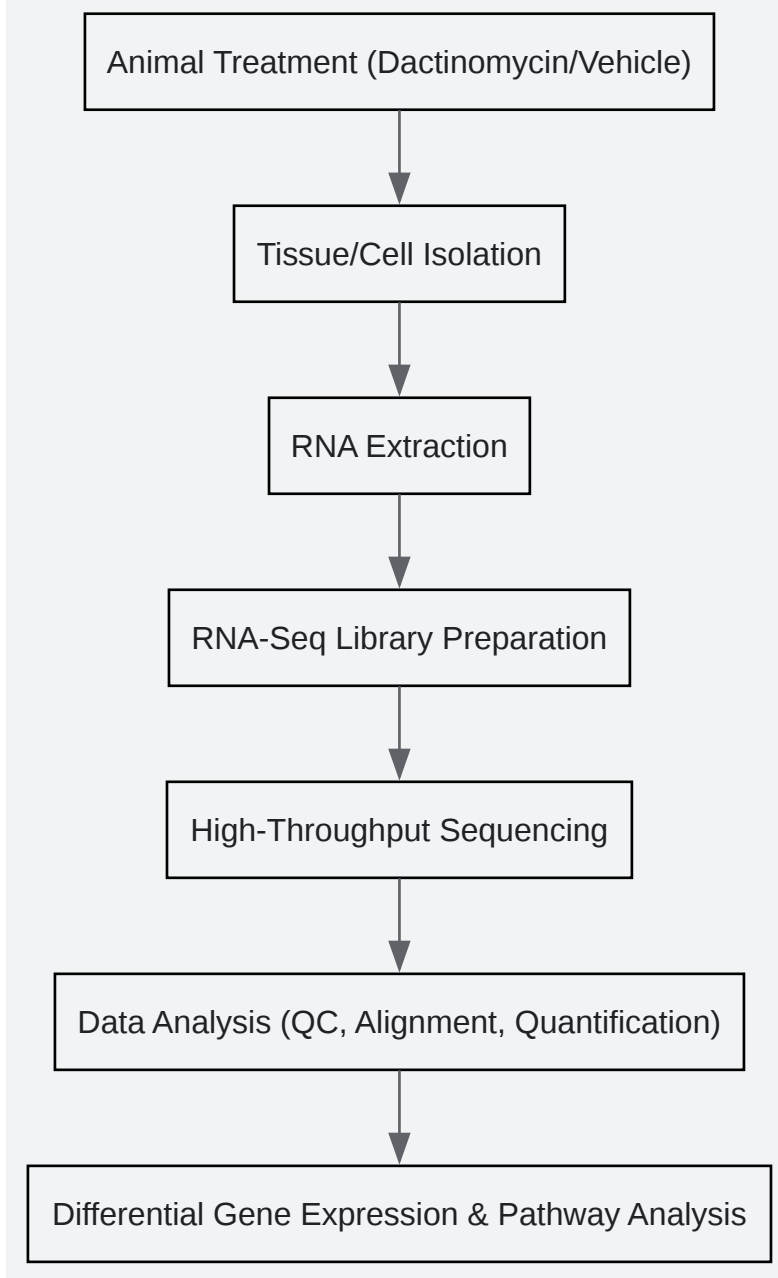 Animal Treatment (Dactinomycin/Vehicle)
Tissue/Cell Isolation
RNA Extraction
RNA-Seq Library Preparation
High-Throughput Sequencing
Data Analysis (QC, Alignment, Quantification)
Differential Gene Expression & Pathway Analysis